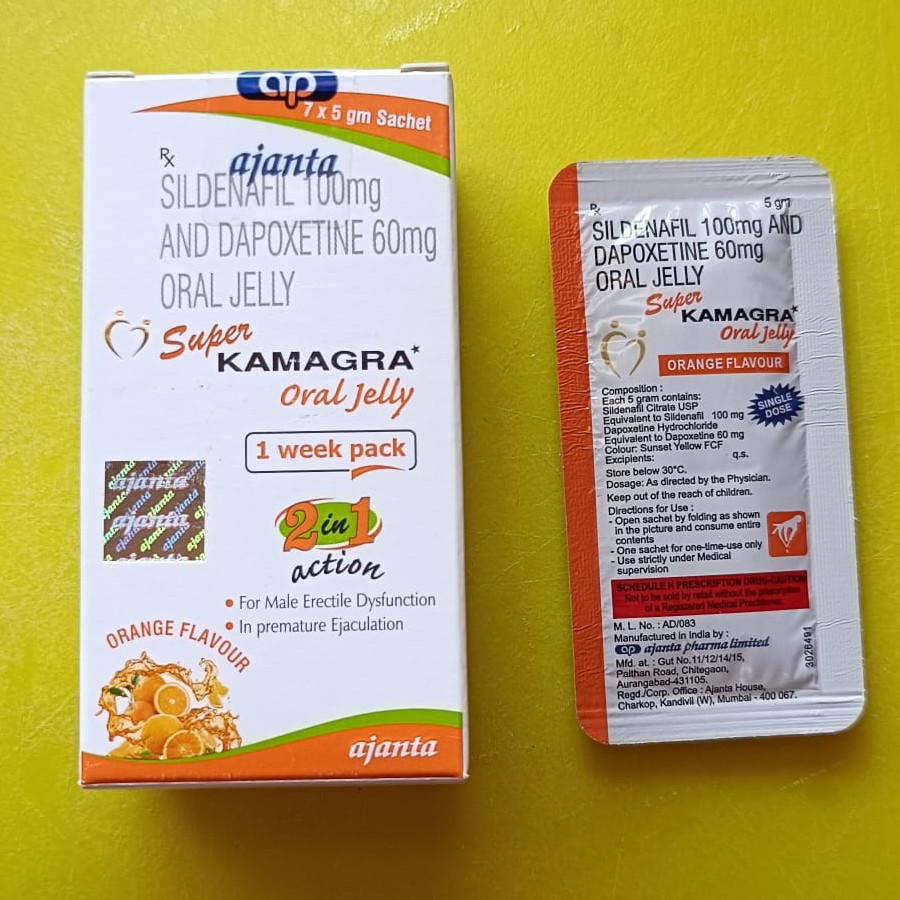 ap
7 x 5 gm Sachet
Rx
ajanta
SILDENAFIL 100mg
AND DAPOXETINE 60mg
ORAL JELLY
Super
KAMAGRA*
Oral Jelly
1 week pack
ajanta
ajanta
2 in 1
action
• For Male Erectile Dysfunction
• In premature Ejaculation
ORANGE FLAVOUR
ajanta
Rx
5 gm
SILDENAFIL 100mg AND
DAPOXETINE 60mg
ORAL JELLY
Super
KAMAGRA*
Oral Jelly
ORANGE FLAVOUR
Composition :
Each 5 gram contains:
Sildenafil Citrate USP
Equivalent to Sildenafil 100 mg
Dapoxetine Hydrochloride
Equivalent to Dapoxetine 60 mg
Colour: Sunset Yellow FCF
Excipients: q.s.
SINGLE
DOSE
Store below 30°C.
Dosage: As directed by the Physician.
Keep out of the reach of children.
Directions for Use :
- Open sachet by folding as shown
in the picture and consume entire
contents
- One sachet for one-time-use only
- Use strictly under Medical
supervision
SCHEDULE H PRESCRIPTION DRUG-CAUTION
Not to be sold by retail without the prescription
of a Registered Medical Practitioner.
M. L. No. : AD/083
Manufactured in India by :
ap ajanta pharma limited
Mfd. at. : Gut No.11/12/14/15,
Paithan Road, Chitegaon,
Aurangabad-431105.
Regd./Corp. Office : Ajanta House,
Charkop, Kandivli (W), Mumbai - 400 067.
3026491